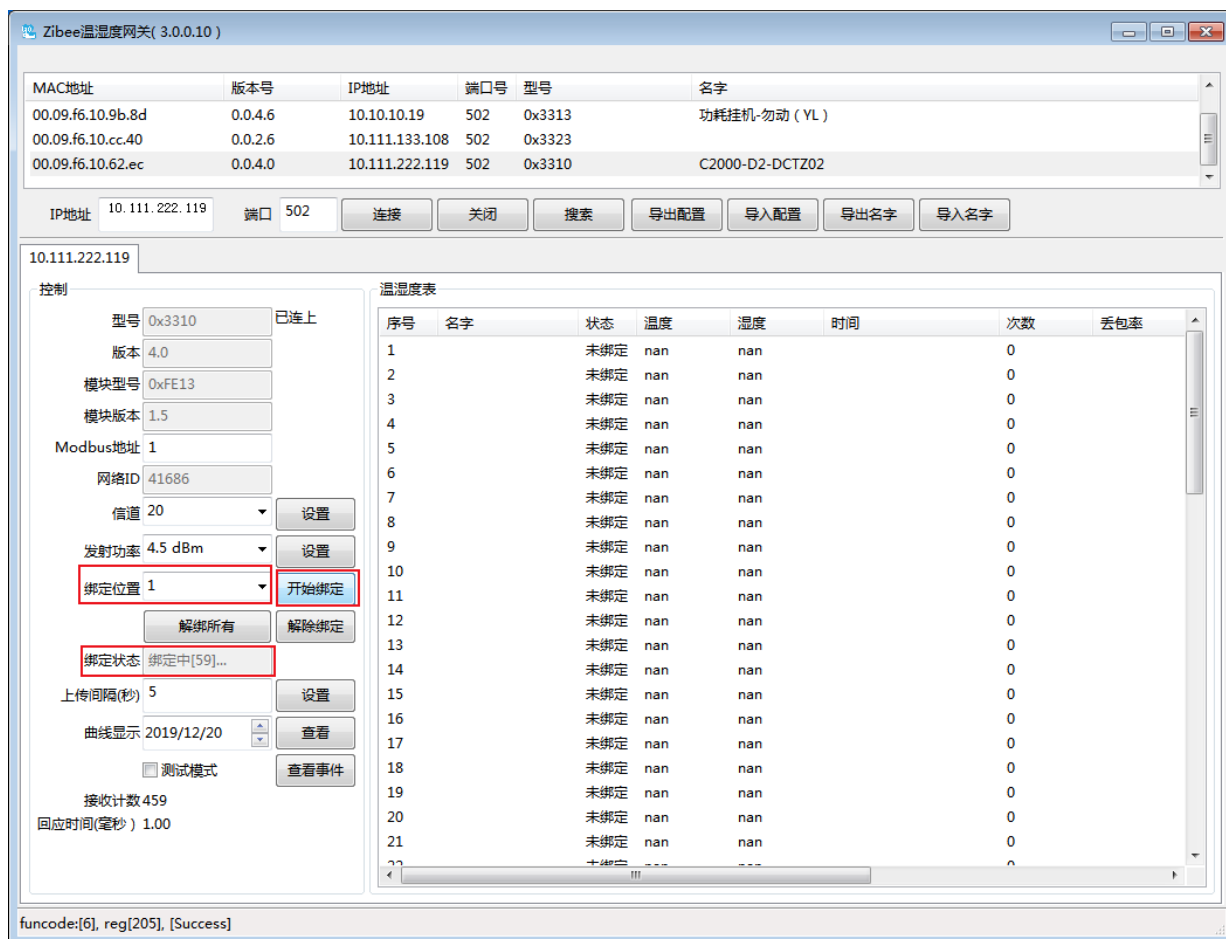 Zibee温湿度网关( 3.0.0.10 )
MAC地址 版本号 IP地址 端口号 型号 名字
00.09.f6.10.9b.8d 0.0.4.6 10.10.10.19 502 0x3313 功耗挂机-勿动 ( YL )
00.09.f6.10.cc.40 0.0.2.6 10.111.133.108 502 0x3323
00.09.f6.10.62.ec 0.0.4.0 10.111.222.119 502 0x3310 C2000-D2-DCTZ02
IP地址 10.111.222.119 端口 502 连接 关闭 搜索 导出配置 导入配置 导出名字 导入名字
10.111.222.119
控制
型号 0x3310 已连上
版本 4.0
模块型号 0xFE13
模块版本 1.5
Modbus地址 1
网络ID 41686
信道 20 设置
发射功率 4.5 dBm 设置
绑定位置 1 开始绑定
解绑所有 解除绑定
绑定状态 绑定中[59]...
上传间隔(秒) 5 设置
曲线显示 2019/12/20 查看
测试模式 查看事件
接收计数 459
回应时间(毫秒 ) 1.00
温湿度表
序号 名字 状态 温度 湿度 时间 次数 丢包率
1 未绑定 nan nan 0
2 未绑定 nan nan 0
3 未绑定 nan nan 0
4 未绑定 nan nan 0
5 未绑定 nan nan 0
6 未绑定 nan nan 0
7 未绑定 nan nan 0
8 未绑定 nan nan 0
9 未绑定 nan nan 0
10 未绑定 nan nan 0
11 未绑定 nan nan 0
12 未绑定 nan nan 0
13 未绑定 nan nan 0
14 未绑定 nan nan 0
15 未绑定 nan nan 0
16 未绑定 nan nan 0
17 未绑定 nan nan 0
18 未绑定 nan nan 0
19 未绑定 nan nan 0
20 未绑定 nan nan 0
21 未绑定 nan nan 0
funcode:[6], reg[205], [Success]